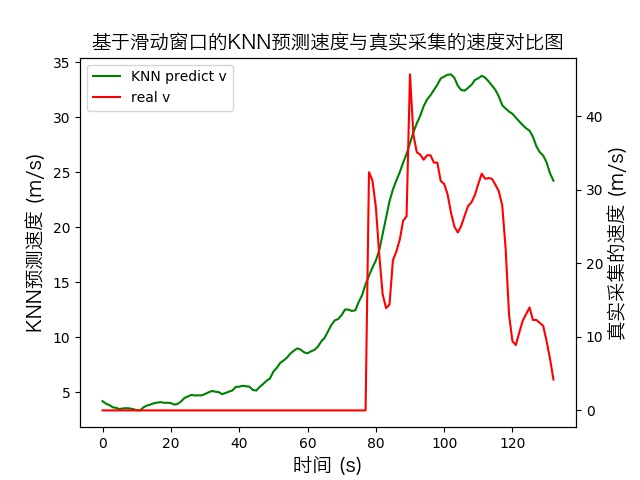 基于滑动窗口的KNN预测速度与真实采集的速度对比图
KNN predict v
real v
KNN预测速度 (m/s)
35
30
25
20
15
10
5
真实采集的速度 (m/s)
40
30
20
10
0
0 20 40 60 80 100 120
时间 (s)